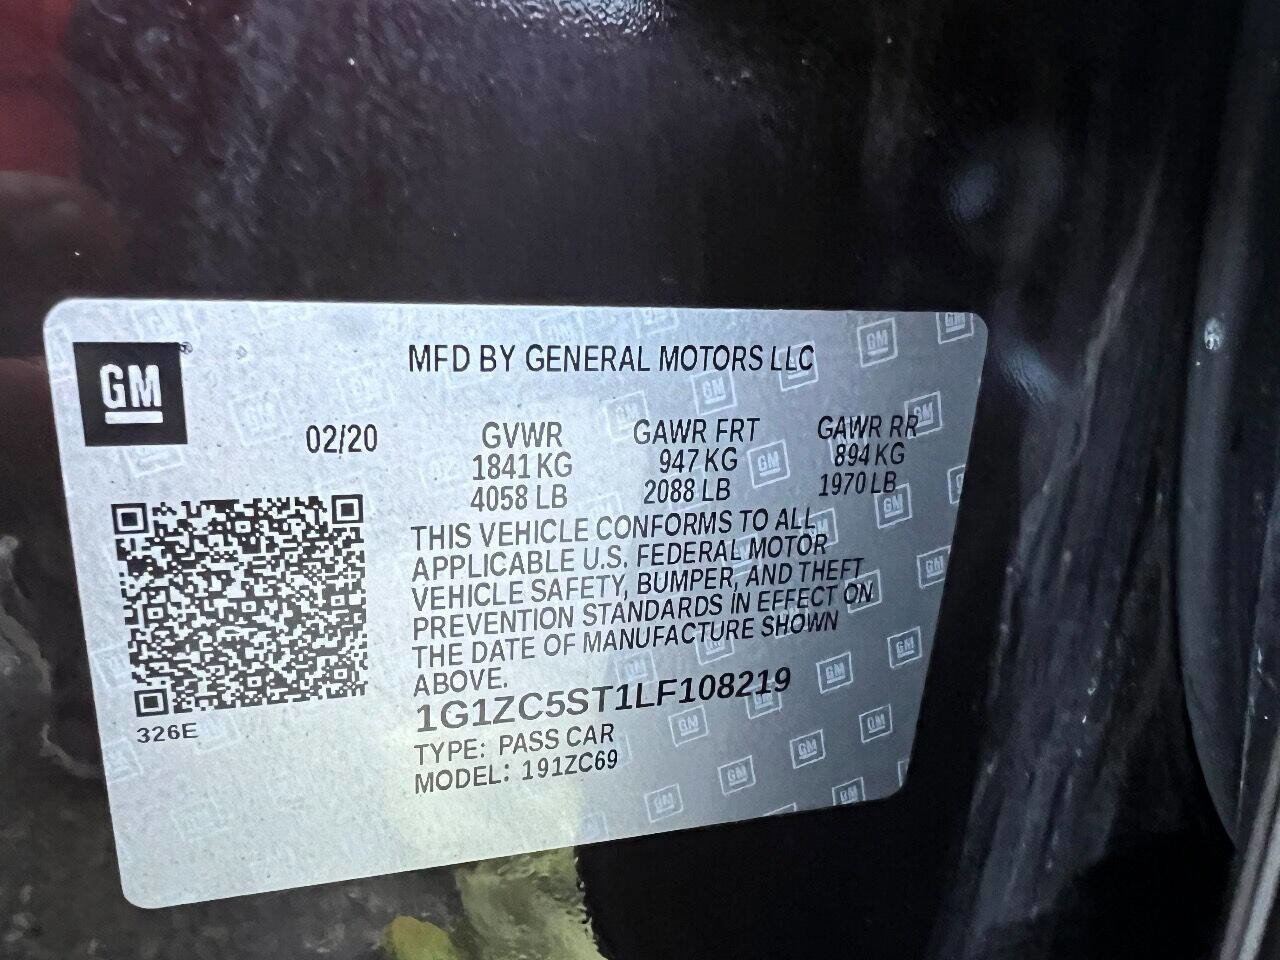 GM
MFD BY GENERAL MOTORS LLC
02/20
GVWR GAWR FRT GAWR RR
1841 KG 947 KG 894 KG
4058 LB 2088 LB 1970 LB
THIS VEHICLE CONFORMS TO ALL
APPLICABLE U.S. FEDERAL MOTOR
VEHICLE SAFETY, BUMPER, AND THEFT
PREVENTION STANDARDS IN EFFECT ON
THE DATE OF MANUFACTURE SHOWN
ABOVE.
326E
1G1ZC5ST1LF108219
TYPE: PASS CAR
MODEL: 191ZC69